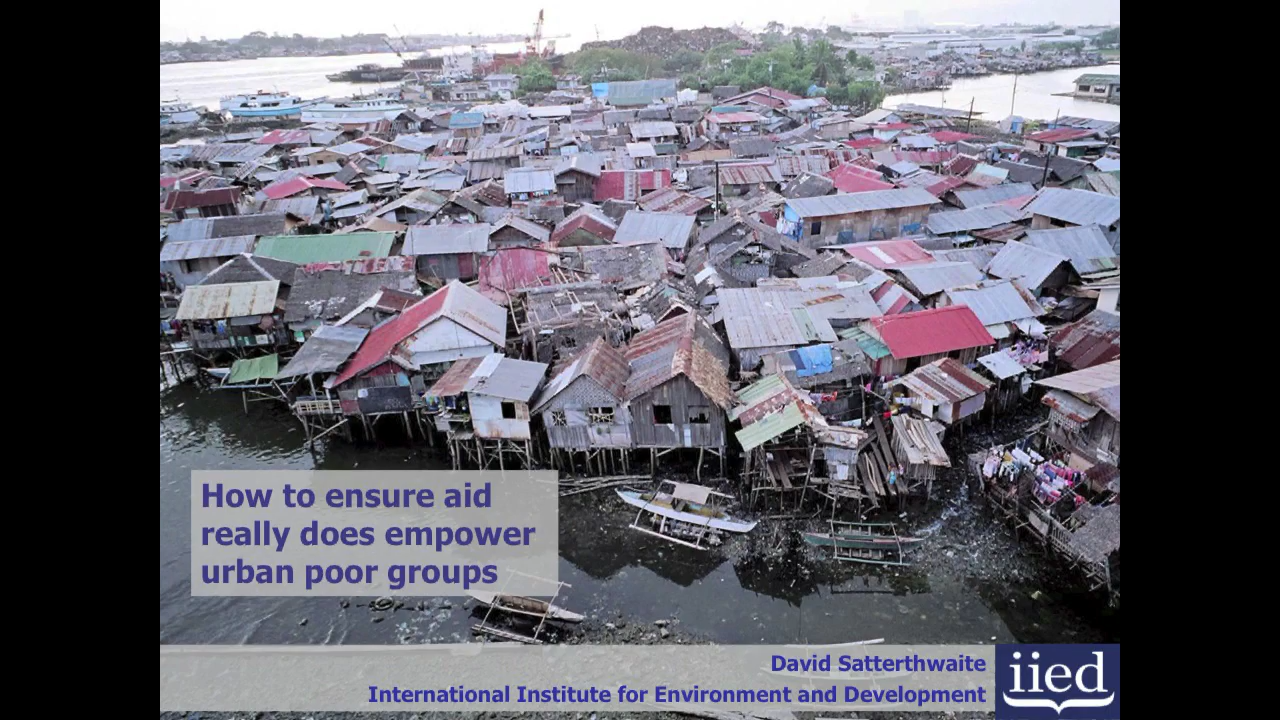 How to ensure aid
really does empower
urban poor groups
David Satterthwaite
International Institute for Environment and Development
iied